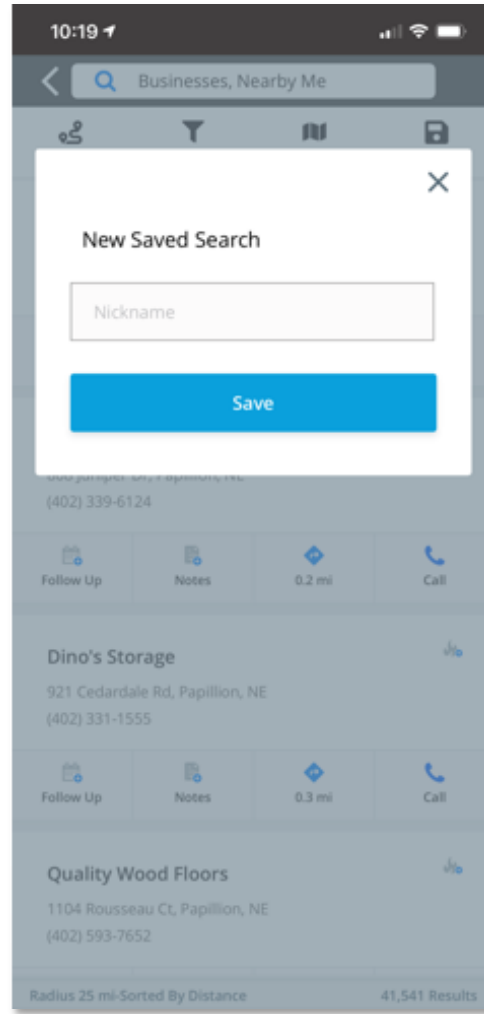 10:19
Businesses, Nearby Me
New Saved Search
Nickname
Save
Dr, Papillion, NE
(402) 339-6124
Follow Up Notes 0.2 mi Call
Dino's Storage
921 Cedardale Rd, Papillion, NE
(402) 331-1555
Follow Up Notes 0.3 mi Call
Quality Wood Floors
1104 Rousseau Ct, Papillion, NE
(402) 593-7652
Radius 25 mi-Sorted By Distance 41,541 Results